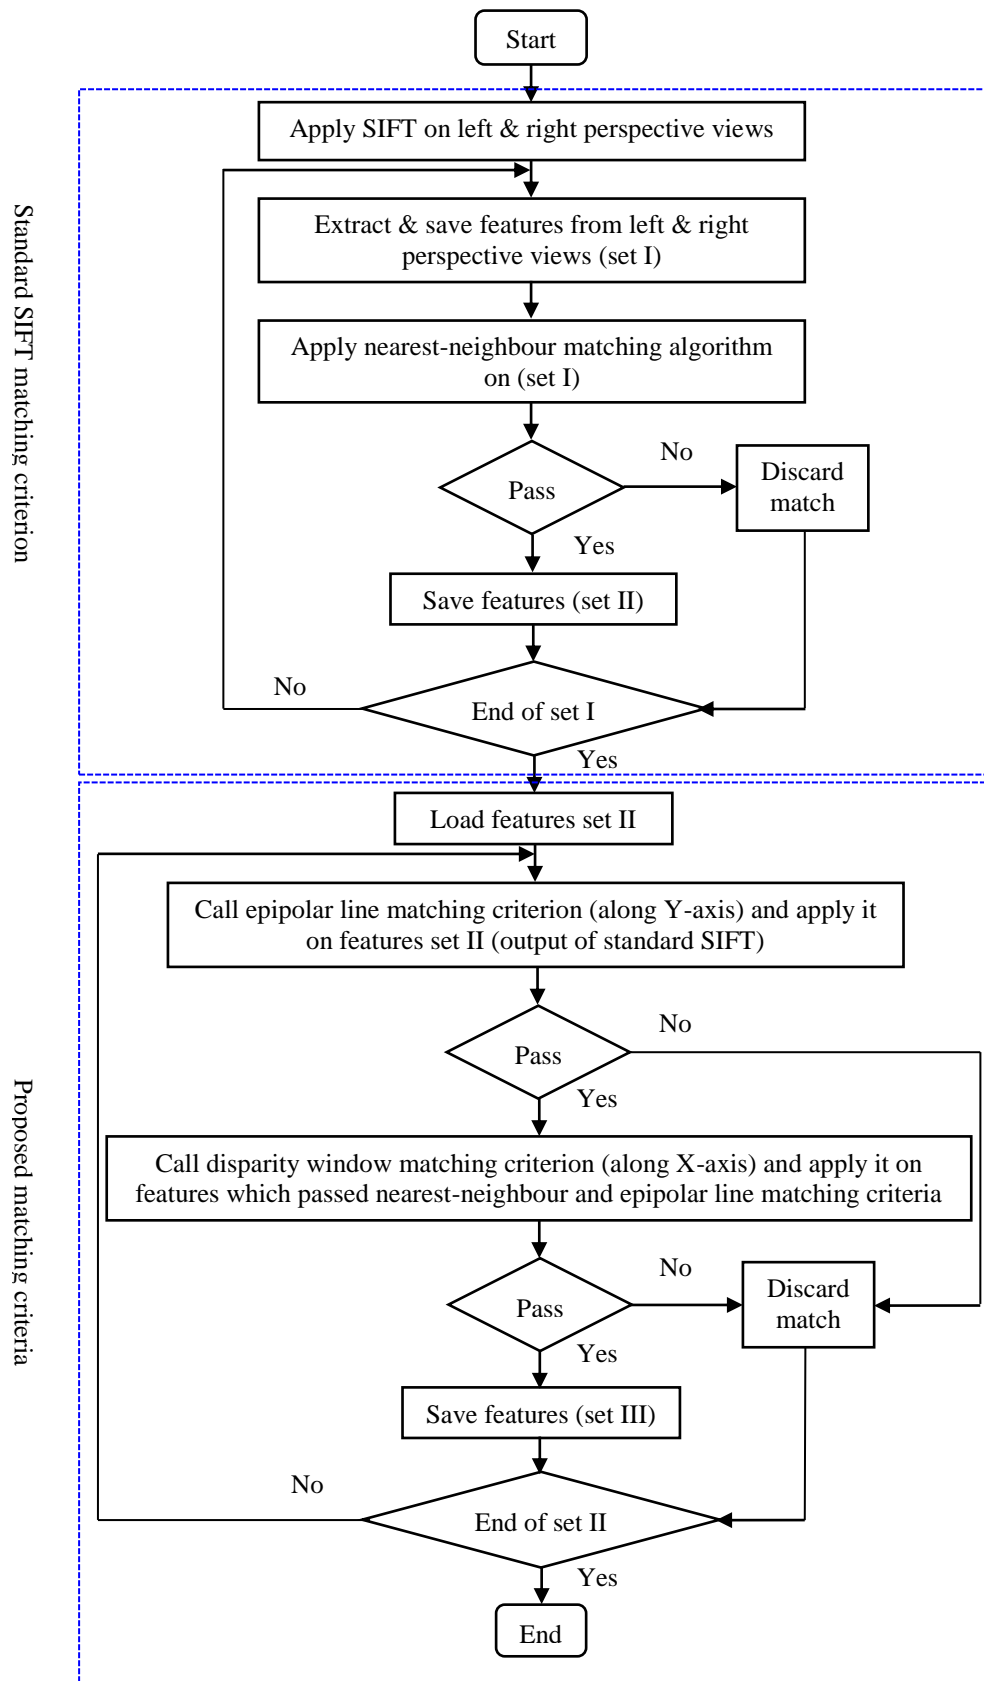 Start
Standard SIFT matching criterion
Apply SIFT on left & right perspective views
Extract & save features from left & right
perspective views (set I)
Apply nearest-neighbour matching algorithm
on (set I)
Pass
No
Discard
match
Yes
Save features (set II)
End of set I
No
Yes
Proposed matching criteria
Load features set II
Call epipolar line matching criterion (along Y-axis) and apply it
on features set II (output of standard SIFT)
Pass
No
Yes
Call disparity window matching criterion (along X-axis) and apply it on
features which passed nearest-neighbour and epipolar line matching criteria
Pass
No
Discard
match
Yes
Save features (set III)
End of set II
No
Yes
End